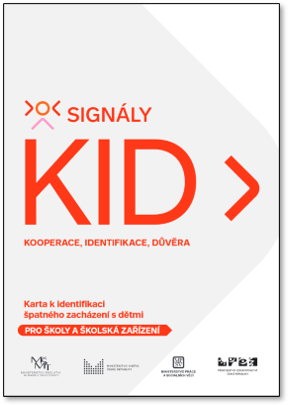 SIGNÁLY
KID
KOOPERACE, IDENTIFIKACE, DŮVĚRA
Karta k identifikaci
špatného zacházení s dětmi
PRO ŠKOLY A ŠKOLSKÁ ZAŘÍZENÍ
MINISTERSTVO PRÁCE
A SOCIÁLNÍCH VĚCÍ